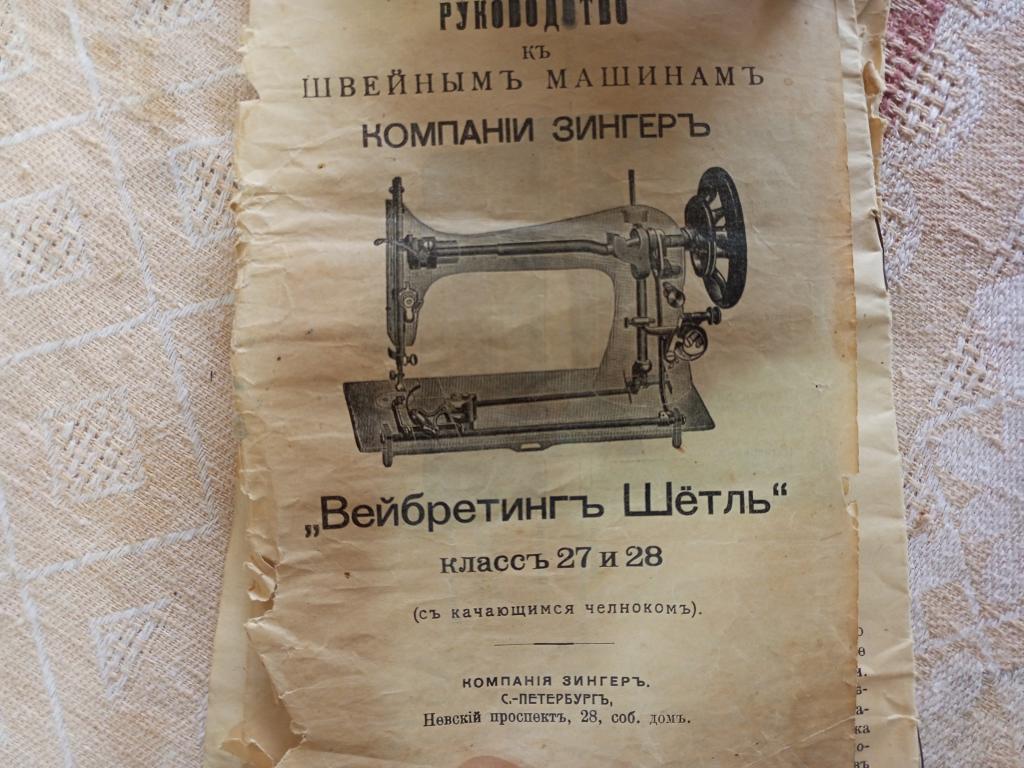 РУКОВОДСТВО
къ
ШВЕЙНЫМЪ МАШИНАМЪ
КОМПАНІИ ЗИНГЕРЪ
„Вейбретингъ Шётль“
классъ 27 и 28
(съ качающимся челнокомъ).
КОМПАНІЯ ЗИНГЕРЪ.
С.-ПЕТЕРБУРГЪ,
Невскій проспектъ, 28, соб. домъ.